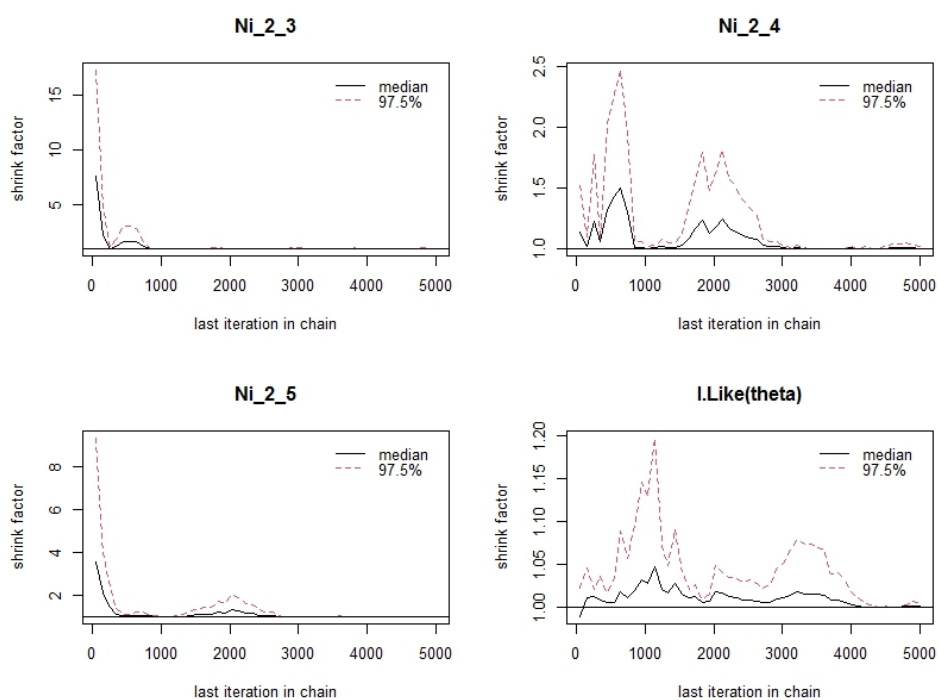 Ni_2_3
shrink factor
15
10
5
median
97.5%
0 1000 2000 3000 4000 5000
last iteration in chain
Ni_2_4
shrink factor
2.5
2.0
1.5
1.0
median
97.5%
0 1000 2000 3000 4000 5000
last iteration in chain
Ni_2_5
shrink factor
8
6
4
2
median
97.5%
0 1000 2000 3000 4000 5000
last iteration in chain
l.Like(theta)
shrink factor
1.20
1.15
1.10
1.05
1.00
median
97.5%
0 1000 2000 3000 4000 5000
last iteration in chain